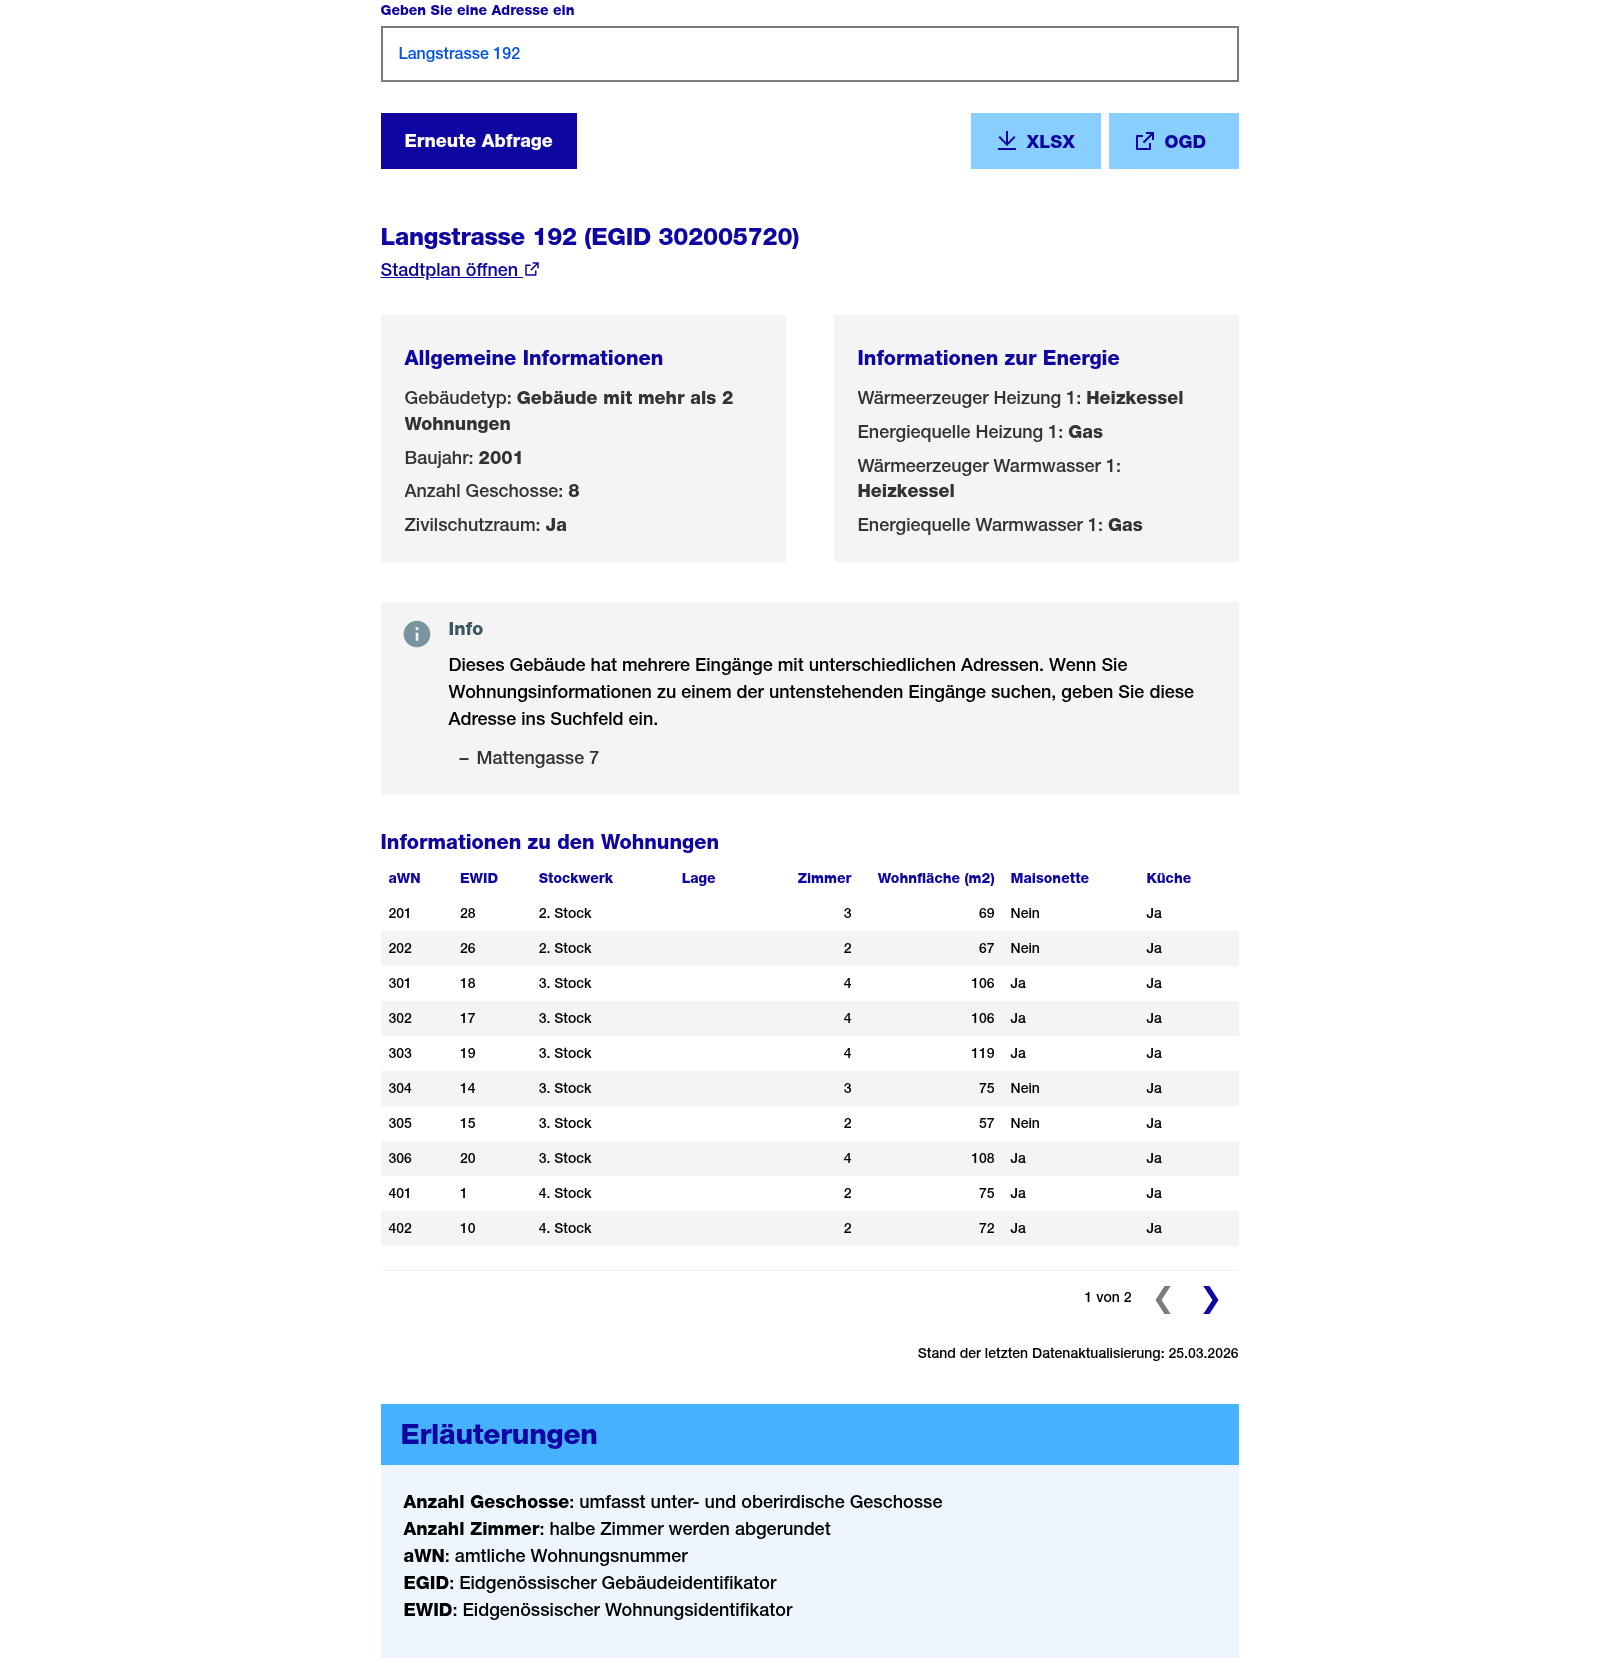 Geben Sie eine Adresse ein
Langstrasse 192
Erneute Abfrage
XLSX
OGD
Langstrasse 192 (EGID 302005720)
Stadtplan öffnen
Allgemeine Informationen
Gebäudetyp: Gebäude mit mehr als 2
Wohnungen
Baujahr: 2001
Anzahl Geschosse: 8
Zivilschutzraum: Ja
Informationen zur Energie
Wärmeerzeuger Heizung 1: Heizkessel
Energiequelle Heizung 1: Gas
Wärmeerzeuger Warmwasser 1:
Heizkessel
Energiequelle Warmwasser 1: Gas
Info
Dieses Gebäude hat mehrere Eingänge mit unterschiedlichen Adressen. Wenn Sie
Wohnungsinformationen zu einem der untenstehenden Eingänge suchen, geben Sie diese
Adresse ins Suchfeld ein.
– Mattengasse 7
Informationen zu den Wohnungen
aWN EWID Stockwerk Lage Zimmer Wohnfläche (m2) Maisonette Küche
201 28 2. Stock 3 69 Nein Ja
202 26 2. Stock 2 67 Nein Ja
301 18 3. Stock 4 106 Ja Ja
302 17 3. Stock 4 106 Ja Ja
303 19 3. Stock 4 119 Ja Ja
304 14 3. Stock 3 75 Nein Ja
305 15 3. Stock 2 57 Nein Ja
306 20 3. Stock 4 108 Ja Ja
401 1 4. Stock 2 75 Ja Ja
402 10 4. Stock 2 72 Ja Ja
1 von 2
Stand der letzten Datenaktualisierung: 25.03.2026
Erläuterungen
Anzahl Geschosse: umfasst unter- und oberirdische Geschosse
Anzahl Zimmer: halbe Zimmer werden abgerundet
aWN: amtliche Wohnungsnummer
EGID: Eidgenössischer Gebäudeidentifikator
EWID: Eidgenössischer Wohnungsidentifikator